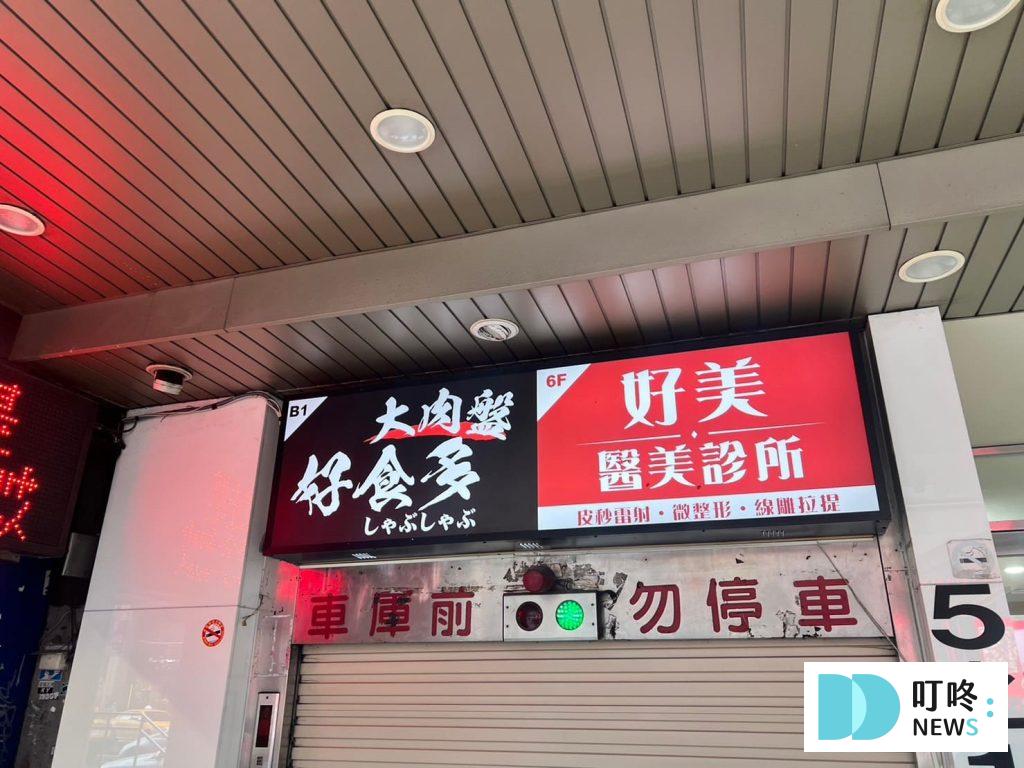 B1
大肉盤
好食多
しゃぶしゃぶ
6F
好美
醫美診所
皮秒雷射·微整形·線雕拉提
車庫前
勿停車
5
叮咚:
NEWS